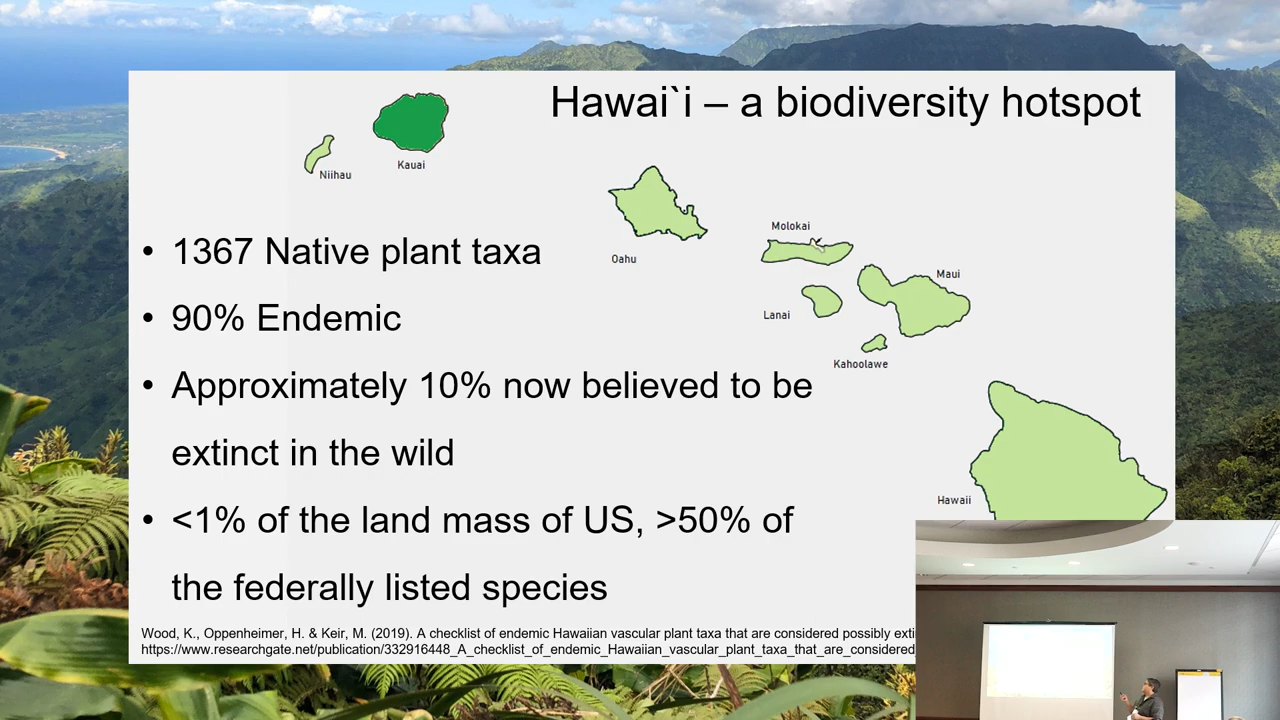 Hawai`i – a biodiversity hotspot
Niihau
Kauai
Oahu
Molokai
Maui
Lanai
Kahoolawe
Hawaii
• 1367 Native plant taxa
• 90% Endemic
• Approximately 10% now believed to be
extinct in the wild
• <1% of the land mass of US, >50% of
the federally listed species
Wood, K., Oppenheimer, H. & Keir, M. (2019). A checklist of endemic Hawaiian vascular plant taxa that are considered possibly exti
https://www.researchgate.net/publication/332916448_A_checklist_of_endemic_Hawaiian_vascular_plant_taxa_that_are_considered